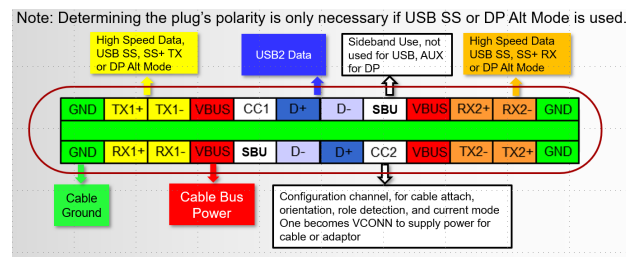 Note: Determining the plug's polarity is only necessary if USB SS or DP Alt Mode is used.
High Speed Data,
USB SS, SS+ TX
or DP Alt Mode
USB2 Data
Sideband Use, not
used for USB, AUX
for DP
High Speed Data
USB SS, SS+ RX
or DP Alt Mode
GND TX1+ TX1- VBUS CC1 D+ D- SBU VBUS RX2+ RX2- GND
GND RX1+ RX1- VBUS SBU D- D+ CC2 VBUS TX2- TX2+ GND
Cable
Ground
Cable Bus
Power
Configuration channel, for cable attach,
orientation, role detection, and current mode
One becomes VCONN to supply power for
cable or adaptor